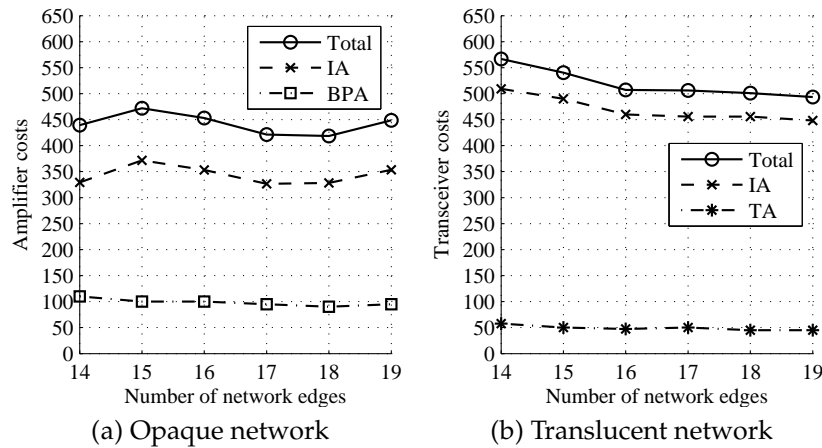 650
600
550
500
450
400
350
300
250
200
150
100
50
0
Amplifier costs
Total
IA
BPA
14 15 16 17 18 19
Number of network edges
(a) Opaque network
650
600
550
500
450
400
350
300
250
200
150
100
50
0
Transceiver costs
Total
IA
TA
14 15 16 17 18 19
Number of network edges
(b) Translucent network